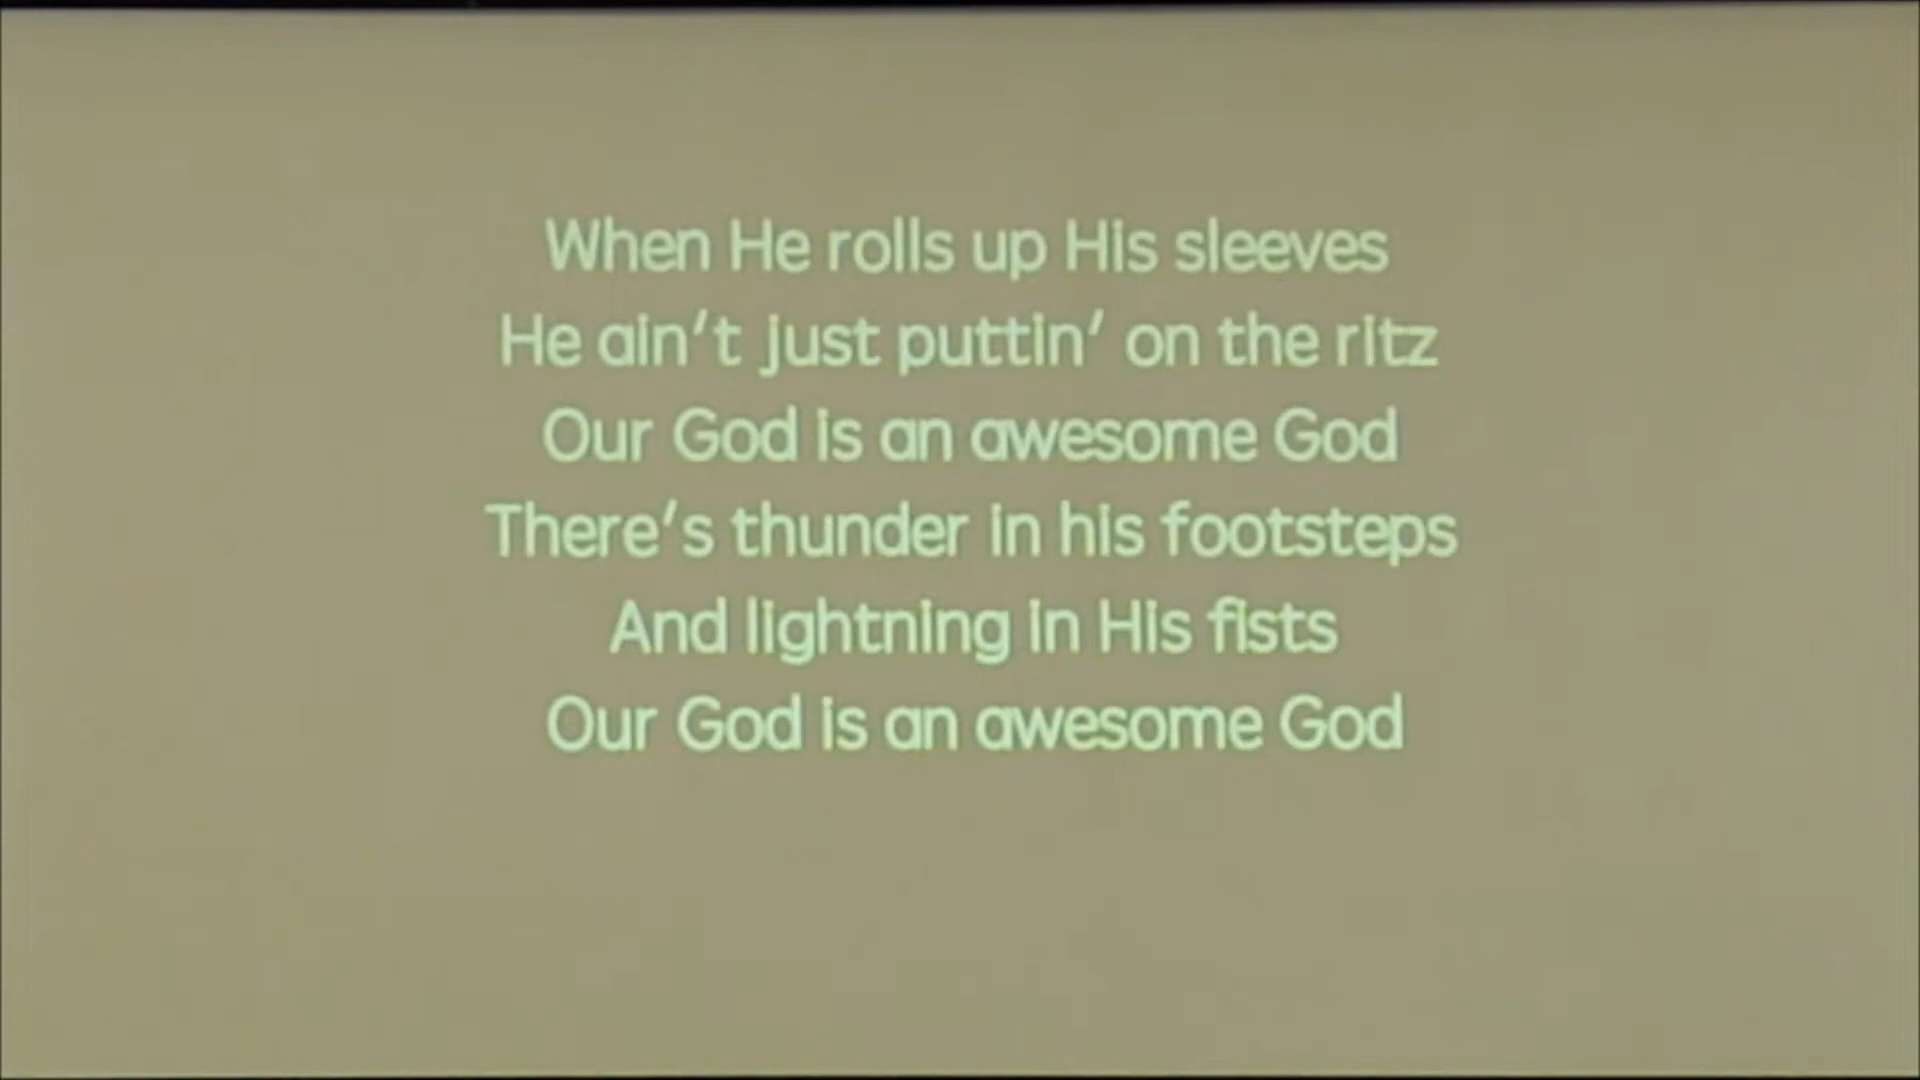 When He rolls up His sleeves
He ain't just puttin' on the ritz
Our God is an awesome God
There's thunder in his footsteps
And lightning in His fists
Our God is an awesome God